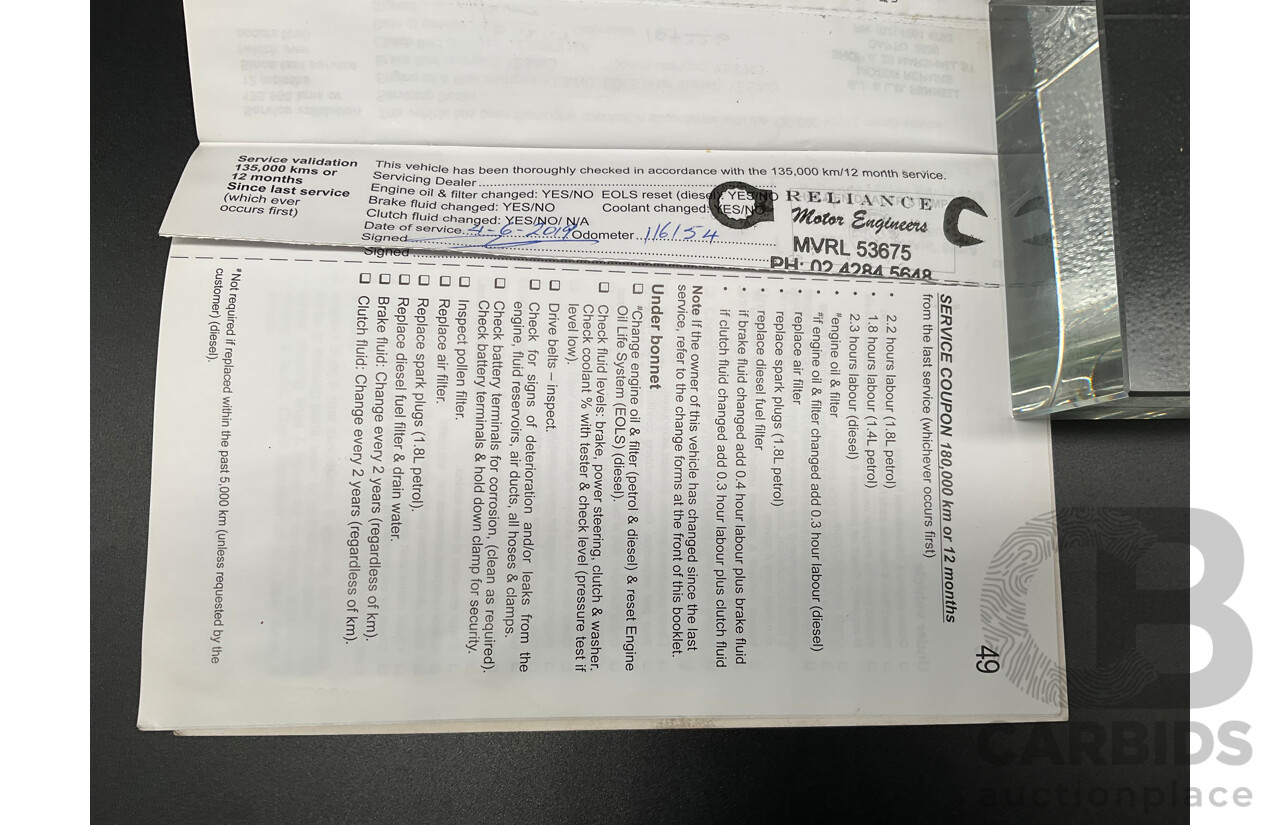 Service validation
135,000 kms or
12 months
Since last service
(which ever
occurs first)
This vehicle has been thoroughly checked in accordance with the 135,000 km/12 month service.
Servicing Dealer
Engine oil & filter changed: YES/NO EOLS reset (diesel): YES/NO
Brake fluid changed: YES/NO Coolant changed: YES/NO
Clutch fluid changed: YES/NO/ N/A
Date of service 4-6-2019 Odometer 116154
Signed
Signed
RELIANCE
Motor Engineers
MVRL 53675
PH: 02 4284 5648
49
SERVICE COUPON 180,000 km or 12 months
from the last service (whichever occurs first)
• 2.2 hours labour (1.8L petrol)
• 1.8 hours labour (1.4L petrol)
• 2.3 hours labour (diesel)
• #engine oil & filter
• #if engine oil & filter changed add 0.3 hour labour (diesel)
• replace air filter
• replace spark plugs (1.8L petrol)
• replace diesel fuel filter
• if brake fluid changed add 0.4 hour labour plus brake fluid
• if clutch fluid changed add 0.3 hour labour plus clutch fluid
Note If the owner of this vehicle has changed since the last
service, refer to the change forms at the front of this booklet.
Under bonnet
❑ *Change engine oil & filter (petrol & diesel) & reset Engine
Oil Life System (EOLS) (diesel).
❑ Check fluid levels: brake, power steering, clutch & washer.
Check coolant % with tester & check level (pressure test if
level low).
❑ Drive belts – inspect.
❑ Check for signs of deterioration and/or leaks from the
engine, fluid reservoirs, air ducts, all hoses & clamps.
❑ Check battery terminals for corrosion, (clean as required).
Check battery terminals & hold down clamp for security.
❑ Inspect pollen filter.
❑ Replace air filter.
❑ Replace spark plugs (1.8L petrol).
❑ Replace diesel fuel filter & drain water.
❑ Brake fluid: Change every 2 years (regardless of km).
❑ Clutch fluid: Change every 2 years (regardless of km).
*Not required if replaced within the past 5,000 km (unless requested by the
customer) (diesel).
CB
CARBIDS
auctionplace